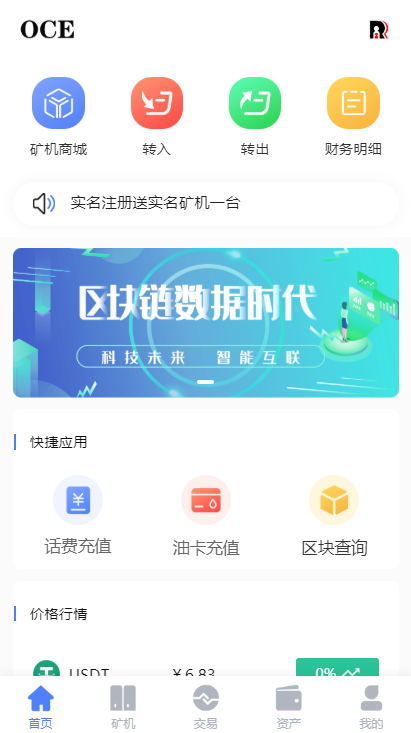 OCE
矿机商城 转入 转出 财务明细
实名注册送实名矿机一台
区块链数据时代
科技未来 智能互联
快捷应用
话费充值 油卡充值 区块查询
价格行情
USDT ￥6.83 0%
首页 矿机 交易 资产 我的